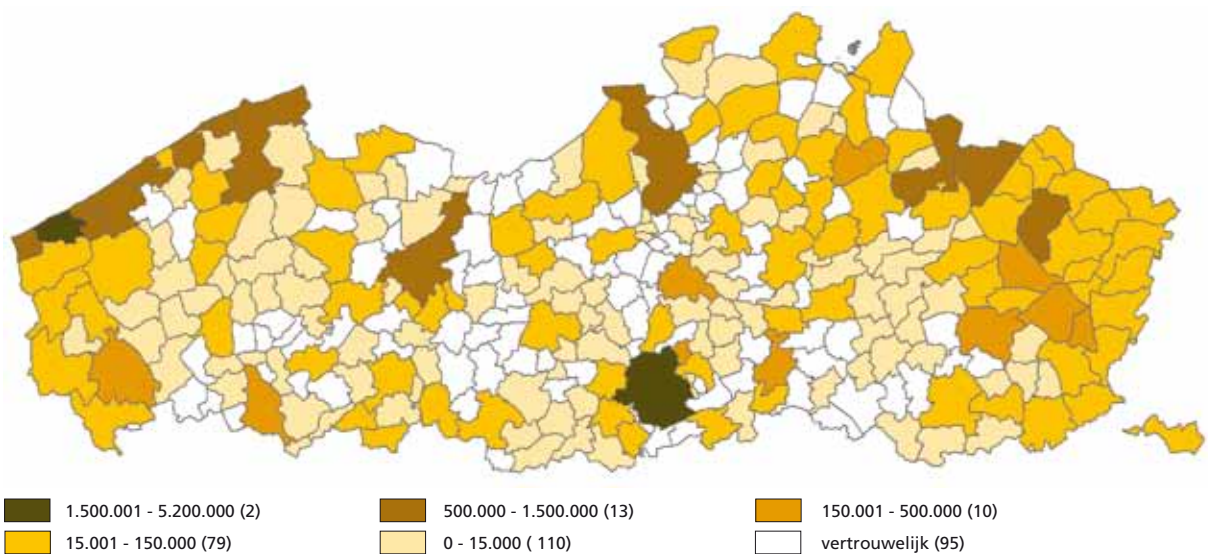 1.500.001 - 5.200.000 (2) 500.000 - 1.500.000 (13) 150.001 - 500.000 (10)
15.001 - 150.000 (79) 0 - 15.000 ( 110) vertrouwelijk (95)